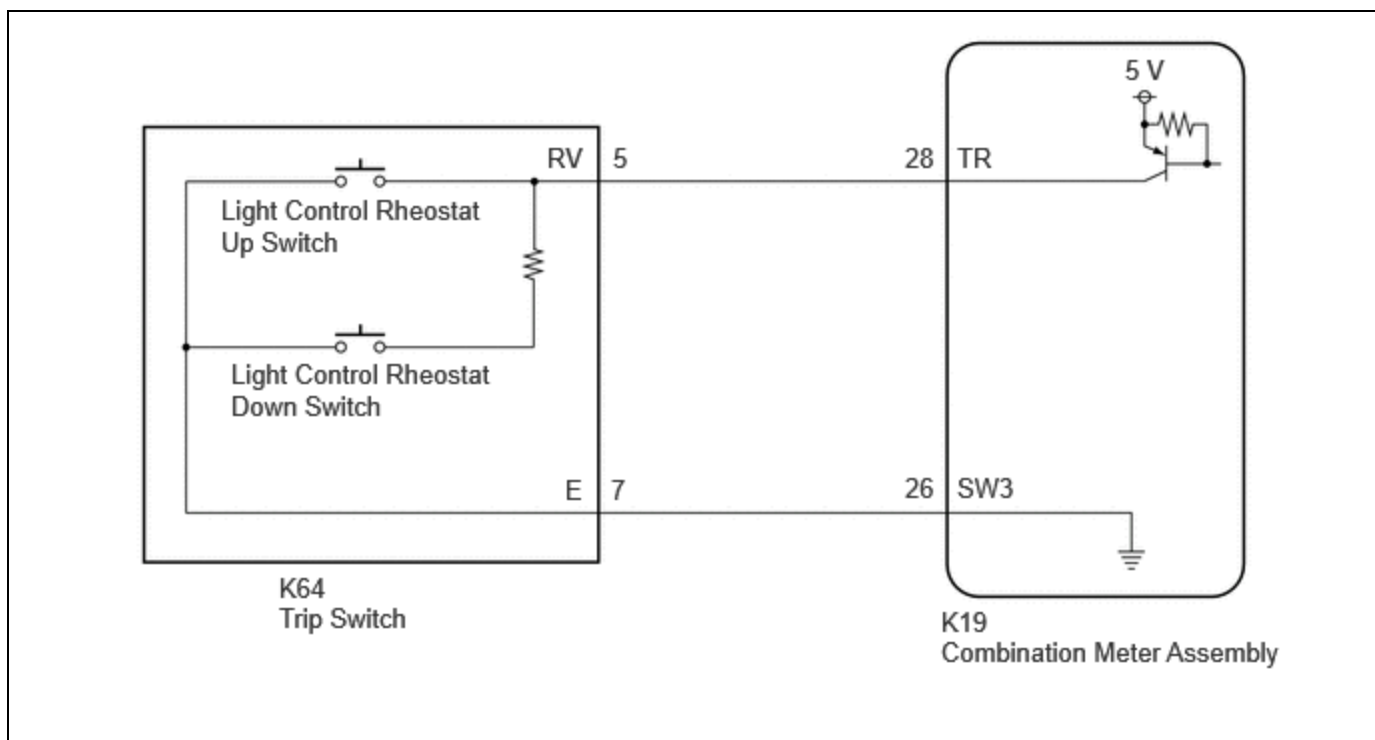 5 V
RV 5
28 TR
Light Control Rheostat
Up Switch
Light Control Rheostat
Down Switch
E 7
26 SW3
K64
Trip Switch
K19
Combination Meter Assembly